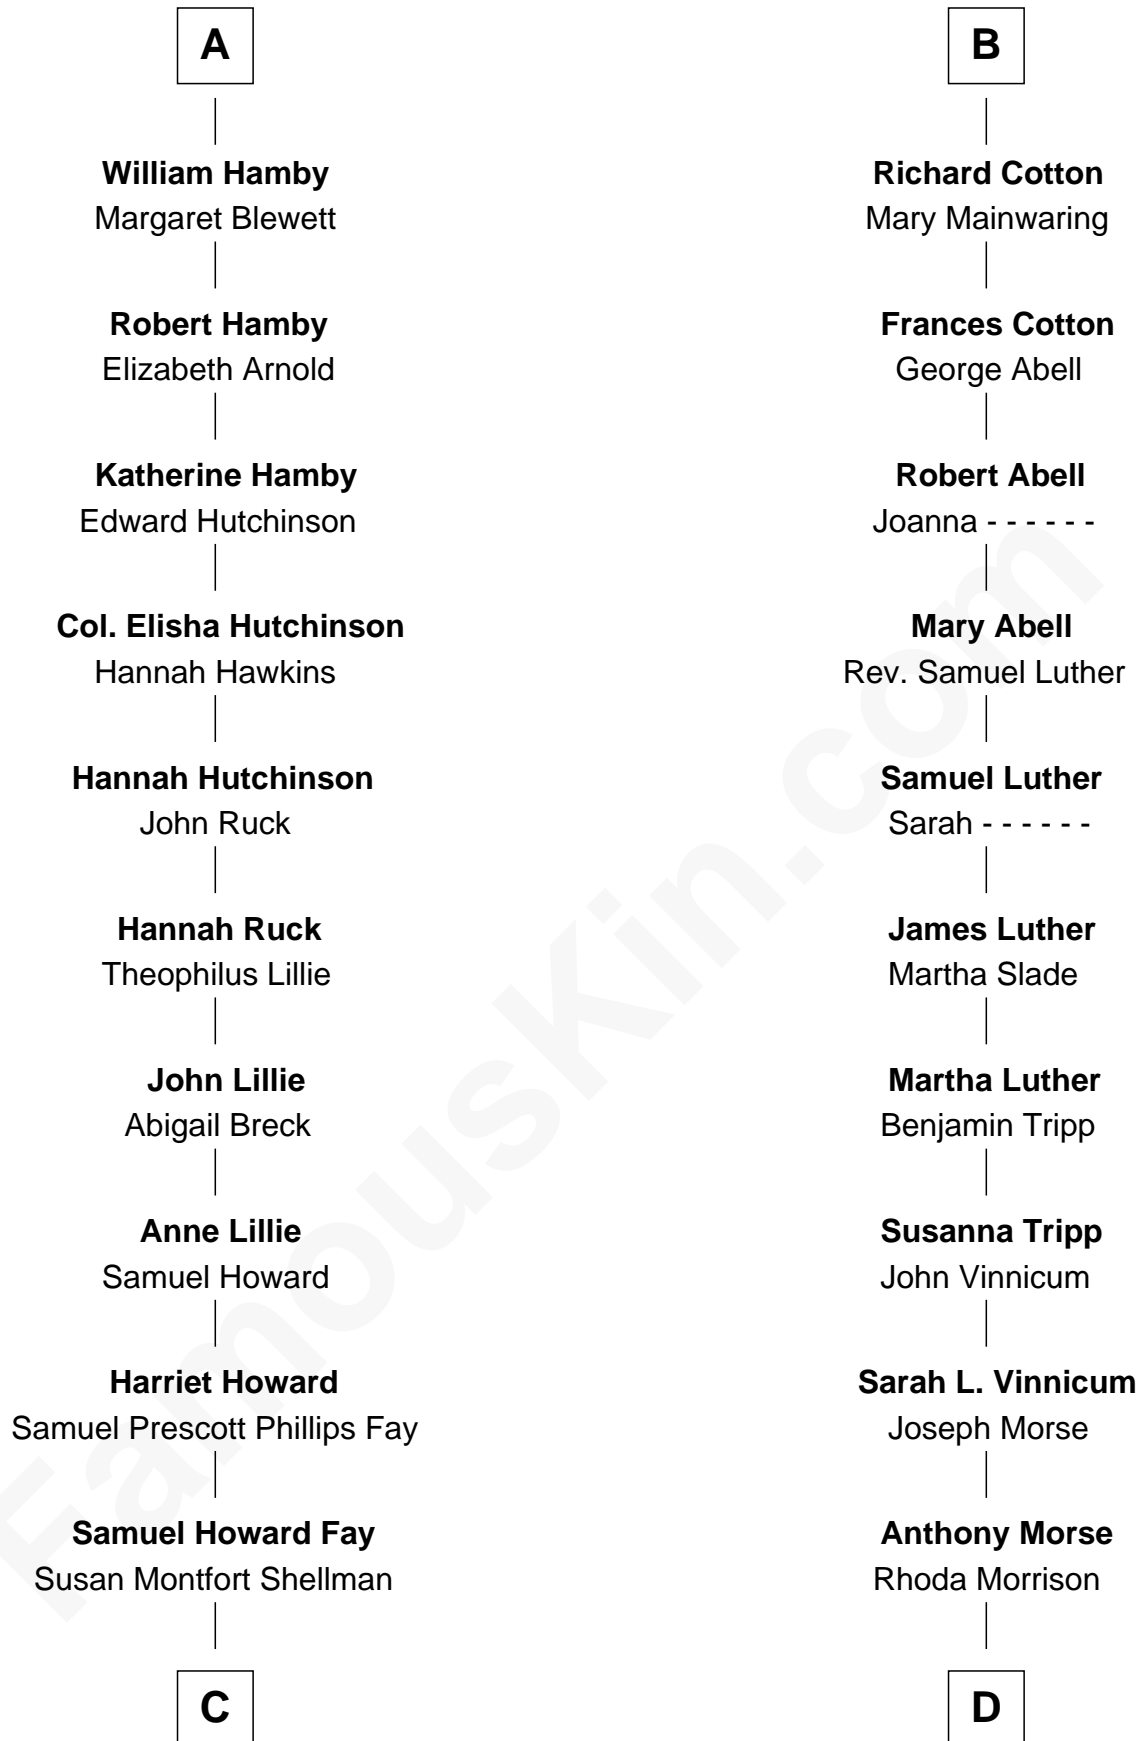 A
William Hamby
Margaret Blewett
Robert Hamby
Elizabeth Arnold
Katherine Hamby
Edward Hutchinson
Col. Elisha Hutchinson
Hannah Hawkins
Hannah Hutchinson
John Ruck
Hannah Ruck
Theophilus Lillie
John Lillie
Abigail Breck
Anne Lillie
Samuel Howard
Harriet Howard
Samuel Prescott Phillips Fay
Samuel Howard Fay
Susan Montfort Shellman
C
B
Richard Cotton
Mary Mainwaring
Frances Cotton
George Abell
Robert Abell
Joanna - - - - - -
Mary Abell
Rev. Samuel Luther
Samuel Luther
Sarah - - - - - -
James Luther
Martha Slade
Martha Luther
Benjamin Tripp
Susanna Tripp
John Vinnicum
Sarah L. Vinnicum
Joseph Morse
Anthony Morse
Rhoda Morrison
D
FamousKin.com